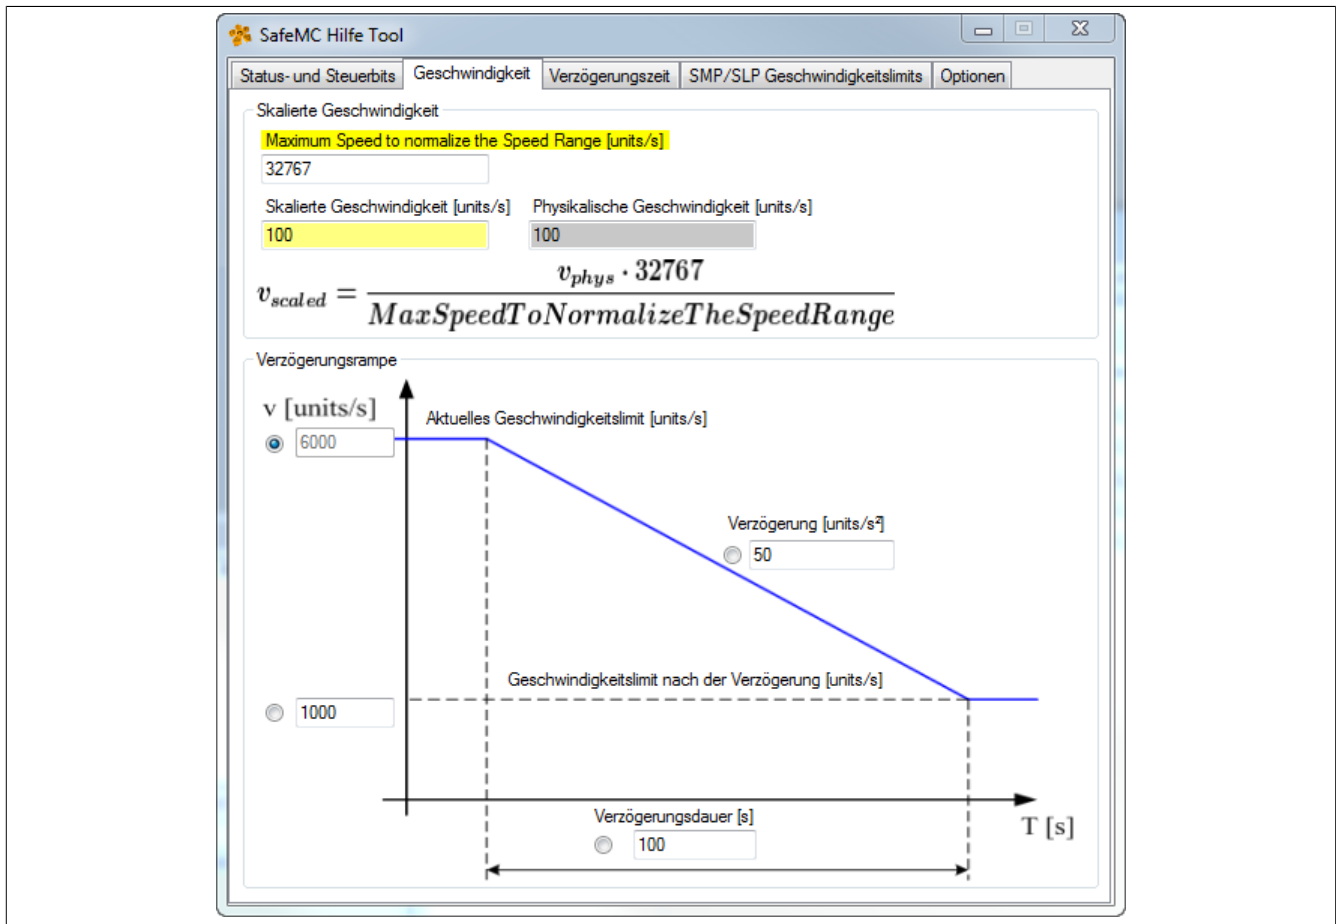 SafeMC Hilfe Tool
Status- und Steuerbits Geschwindigkeit Verzögerungszeit SMP/SLP Geschwindigkeitslimits Optionen
Skalierte Geschwindigkeit
Maximum Speed to normalize the Speed Range [units/s]
32767
Skalierte Geschwindigkeit [units/s] Physikalische Geschwindigkeit [units/s]
100 100
v_scaled = v_phys · 32767 / MaxSpeedToNormalizeTheSpeedRange
Verzögerungsrampe
v [units/s]
Aktuelles Geschwindigkeitslimit [units/s]
6000
Verzögerung [units/s²]
50
Geschwindigkeitslimit nach der Verzögerung [units/s]
1000
Verzögerungsdauer [s]
T [s]
100